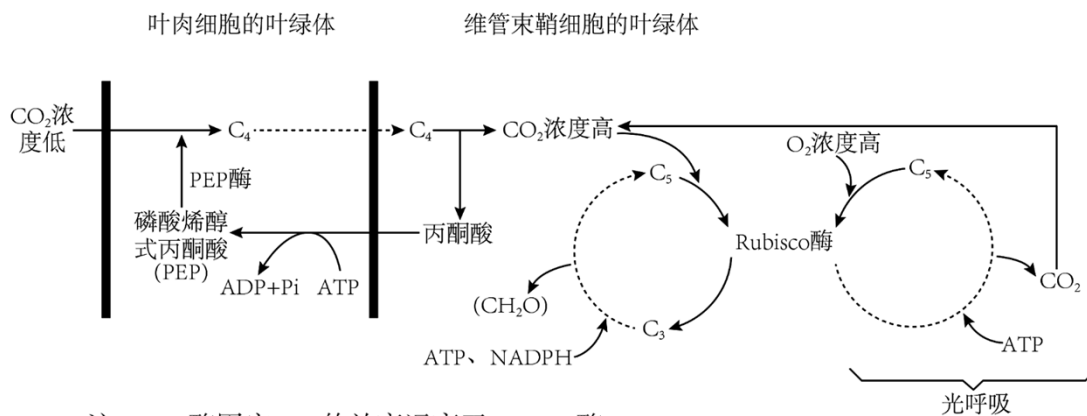 叶肉细胞的叶绿体
维管束鞘细胞的叶绿体
CO₂浓
度低
C₄
C₄
CO₂浓度高
O₂浓度高
PEP酶
C₅
C₅
磷酸烯醇
式丙酮酸
(PEP)
丙酮酸
Rubisco酶
ADP+Pi
ATP
(CH₂O)
CO₂
C₃
ATP、NADPH
ATP
光呼吸